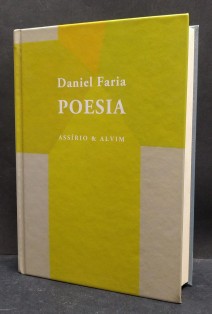 Daniel Faria
POESIA
ASSÍRIO & ALVIM